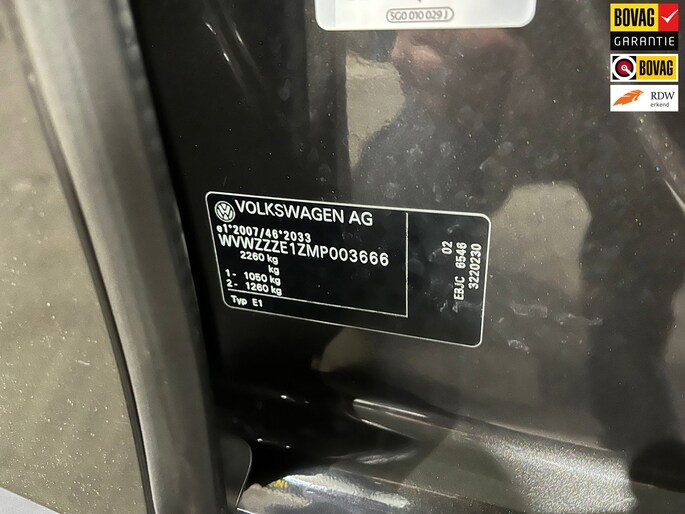 5G0 010 029 J
BOVAG
GARANTIE
BOVAG
RDW
erkend
VOLKSWAGEN AG
e1*2007/46*2033
WVWZZZE1ZMP003666
2260 kg
kg
1- 1050 kg
2- 1260 kg
Typ E1
02
EBJC 6546
3220230